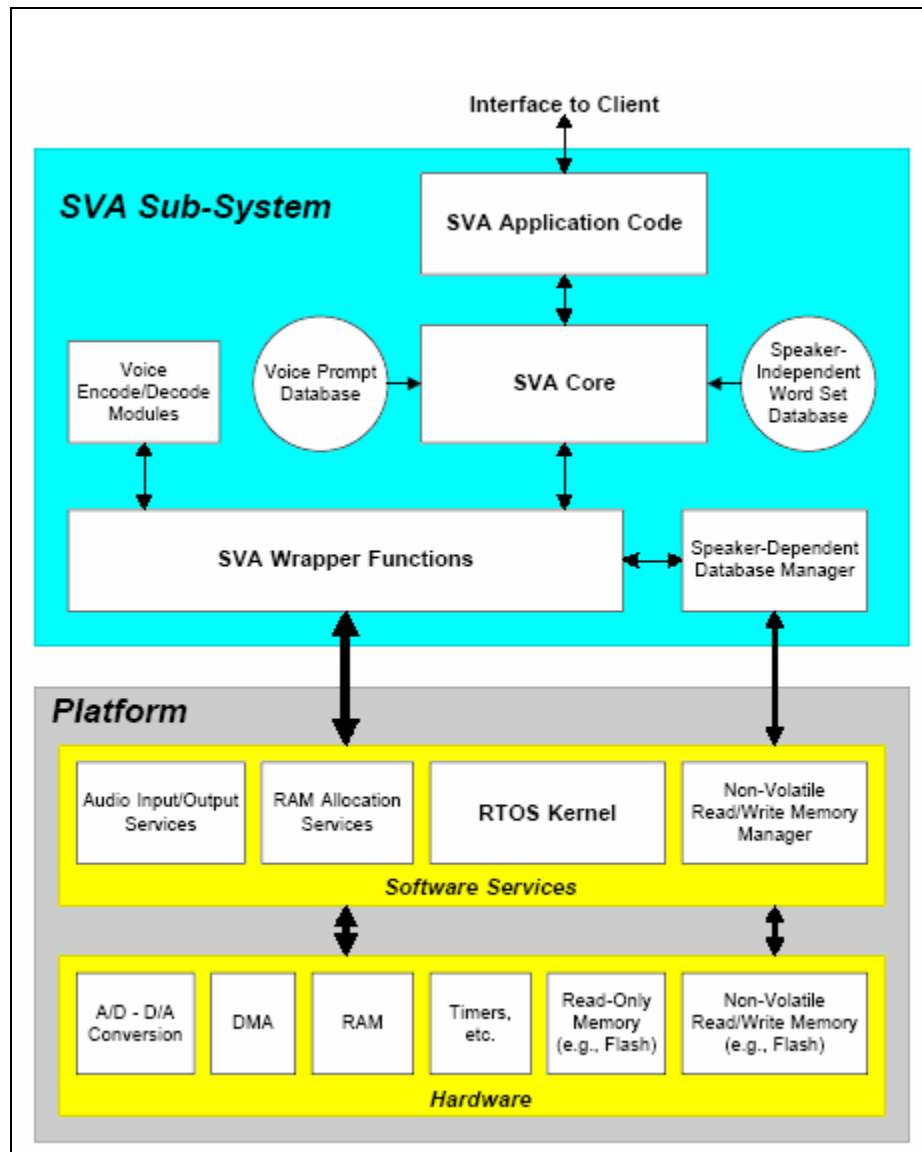 Interface to Client
SVA Sub-System
SVA Application Code
Voice
Encode/Decode
Modules
Voice Prompt
Database
SVA Core
Speaker-
Independent
Word Set
Database
SVA Wrapper Functions
Speaker-Dependent
Database Manager
Platform
Audio Input/Output
Services
RAM Allocation
Services
RTOS Kernel
Non-Volatile
Read/Write Memory
Manager
Software Services
A/D - D/A
Conversion
DMA
RAM
Timers,
etc.
Read-Only
Memory
(e.g., Flash)
Non-Volatile
Read/Write Memory
(e.g., Flash)
Hardware